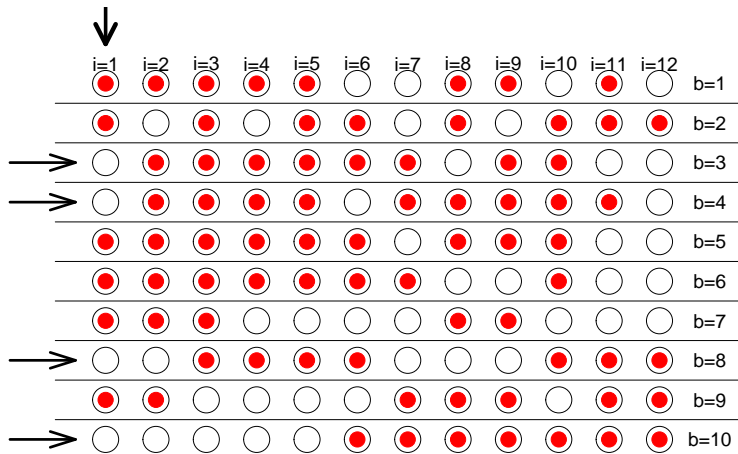 i=1 i=2 i=3 i=4 i=5 i=6 i=7 i=8 i=9 i=10 i=11 i=12
b=1
b=2
b=3
b=4
b=5
b=6
b=7
b=8
b=9
b=10